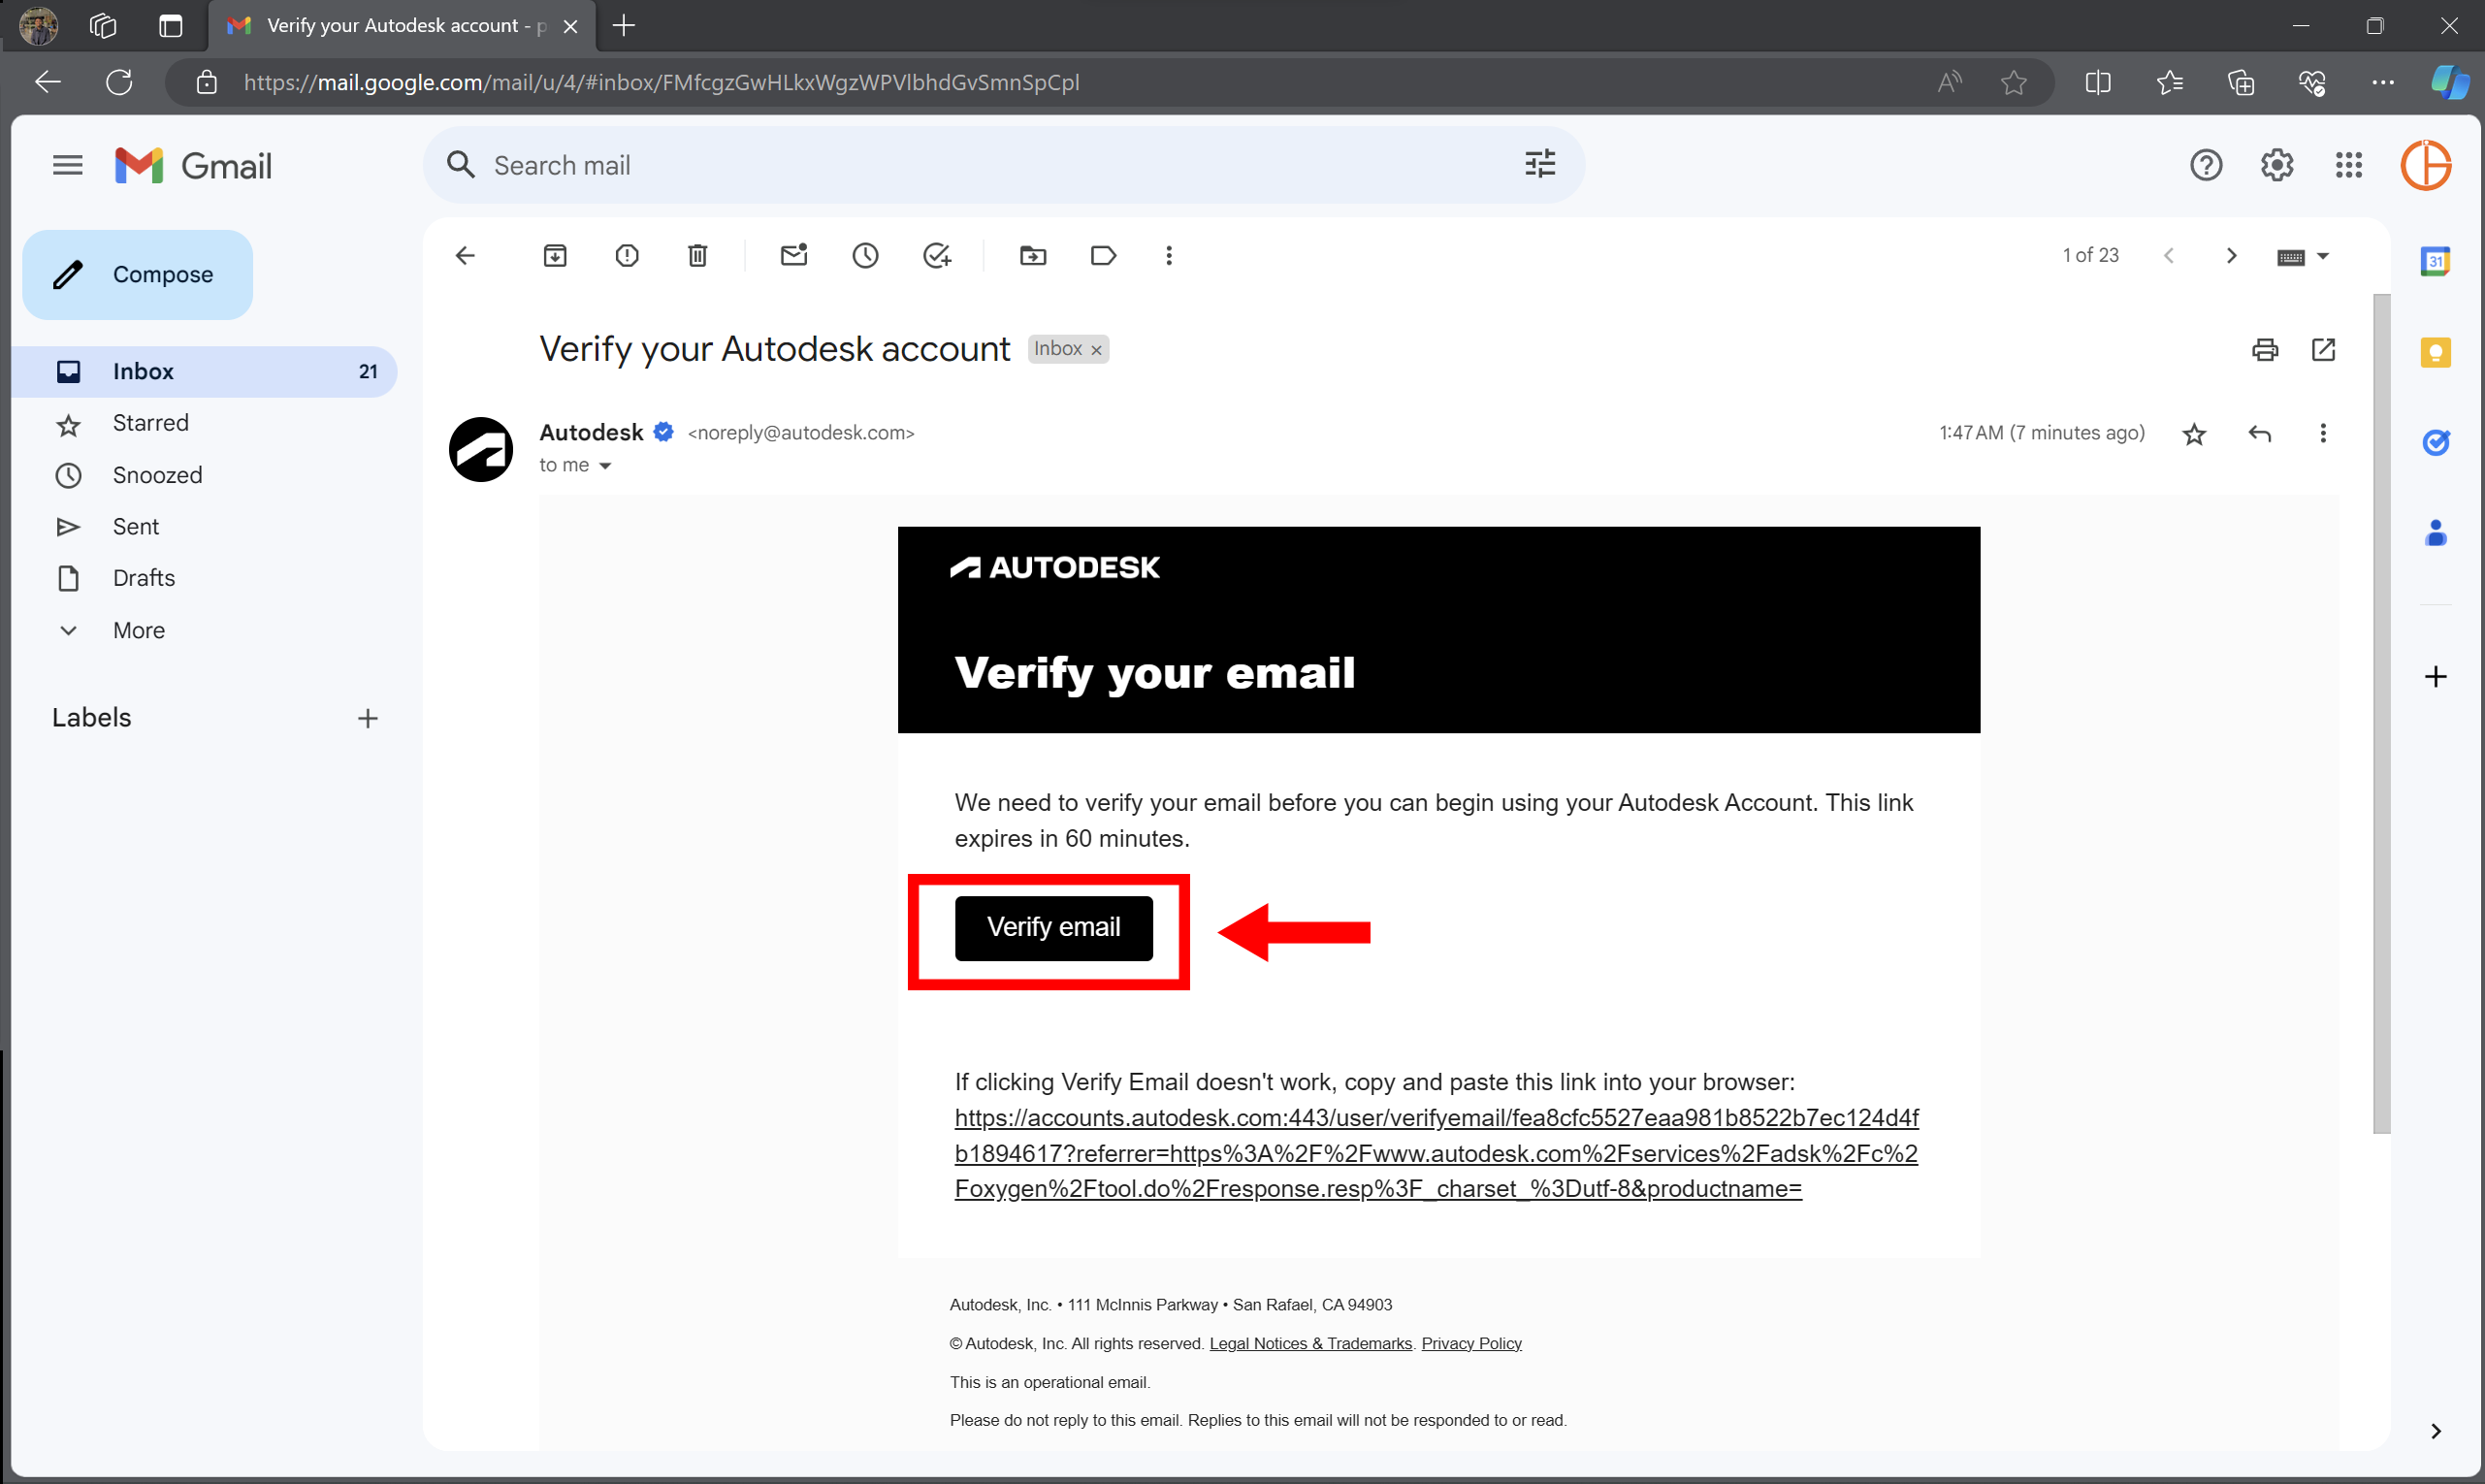 Verify your Autodesk account - p
https://mail.google.com/mail/u/4/#inbox/FMfcgzGwHLkxWgzWPVlbhdGvSmnSpCpl
Gmail
Search mail
Compose
1 of 23
31
Verify your Autodesk account Inbox ×
Inbox 21
Starred
Snoozed
Sent
Drafts
More
Labels
Autodesk <noreply@autodesk.com> 1:47 AM (7 minutes ago)
to me
AUTODESK
Verify your email
We need to verify your email before you can begin using your Autodesk Account. This link
expires in 60 minutes.
Verify email
If clicking Verify Email doesn't work, copy and paste this link into your browser:
https://accounts.autodesk.com:443/user/verifyemail/fea8cfc5527eaa981b8522b7ec124d4f
b1894617?referrer=https%3A%2F%2Fwww.autodesk.com%2Fservices%2Fadsk%2Fc%2
Foxygen%2Ftool.do%2Fresponse.resp%3F_charset_%3Dutf-8&productname=
Autodesk, Inc. • 111 McInnis Parkway • San Rafael, CA 94903
© Autodesk, Inc. All rights reserved. Legal Notices & Trademarks. Privacy Policy
This is an operational email.
Please do not reply to this email. Replies to this email will not be responded to or read.